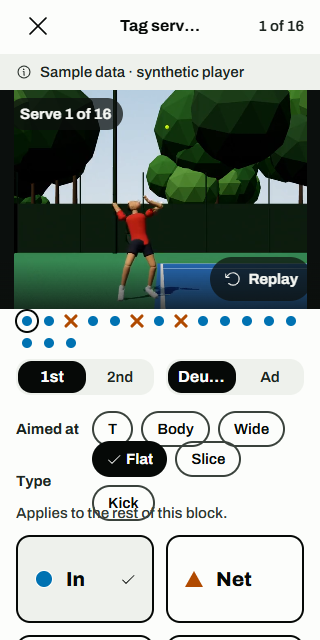 Tag serv…
1 of 16
Sample data · synthetic player
Serve 1 of 16
Replay
1st
2nd
Deu…
Ad
Aimed at
T
Body
Wide
Flat
Slice
Type
Kick
Applies to the rest of this block.
In
Net